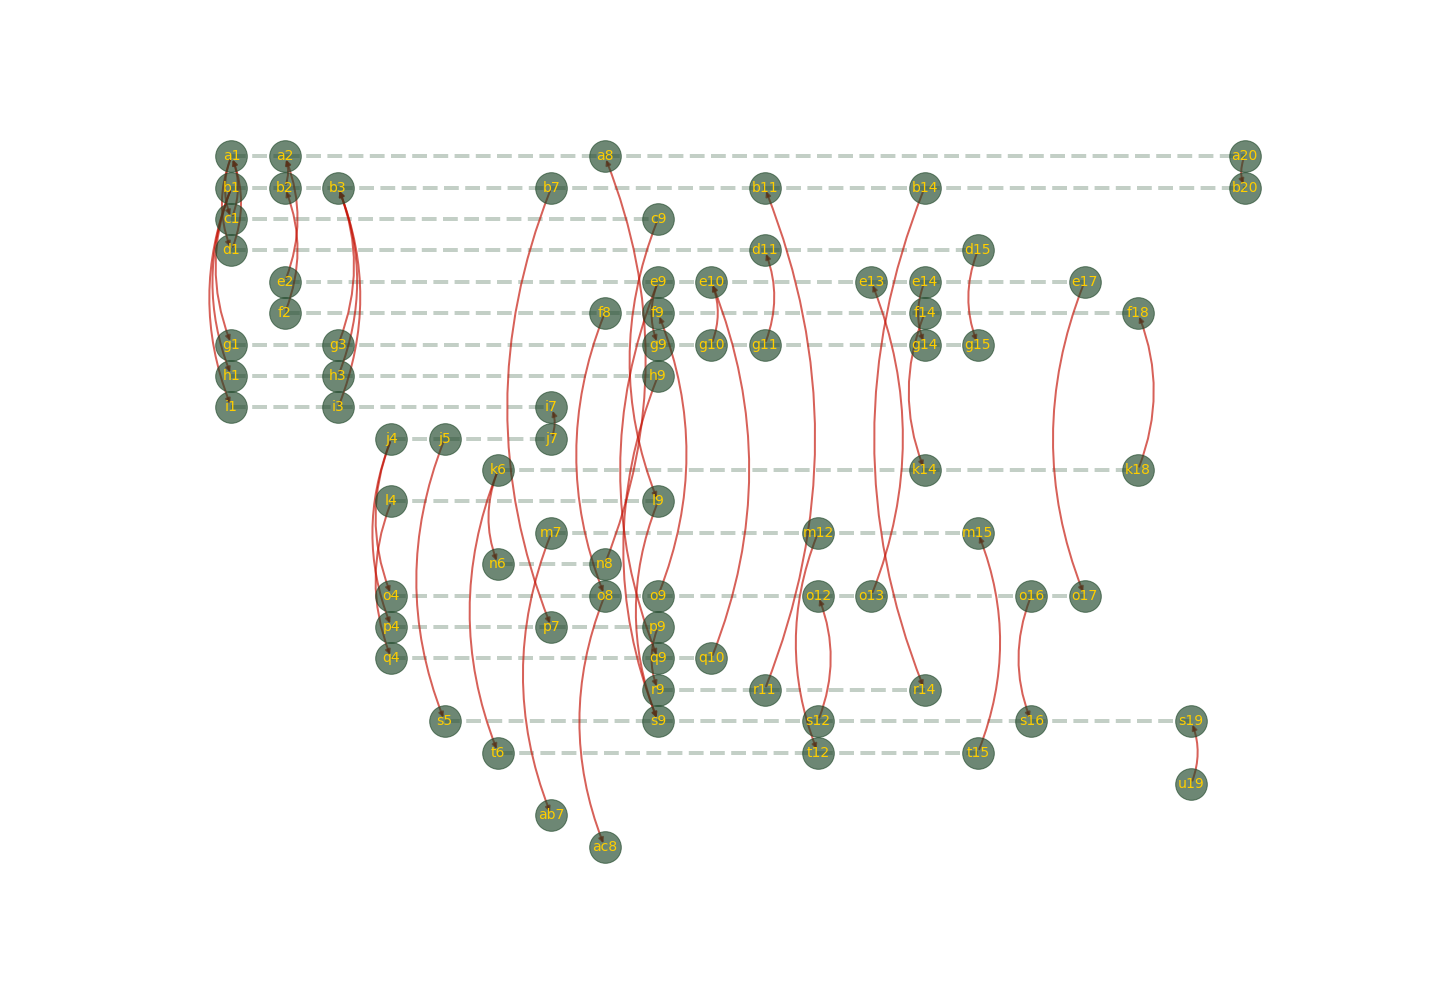 a1 a2 a8 a20
b1 b2 b3 b7 b11 b14 b20
c1 c9
d1 d11 d15
e2 e9 e10 e13 e14 e17
f2 f8 f9 f14 f18
g1 g3 g9 g10 g11 g14 g15
h1 h3 h9
i1 i3 i7
j4 j5 j7
k6 k14 k18
l4 l9
m7 m12 m15
n6 n8
o4 o8 o9 o12 o13 o16 o17
p4 p7 p9
q4 q9 q10
r9 r11 r14
s5 s9 s12 s16 s19
t6 t12 t15
u19
ab7
ac8